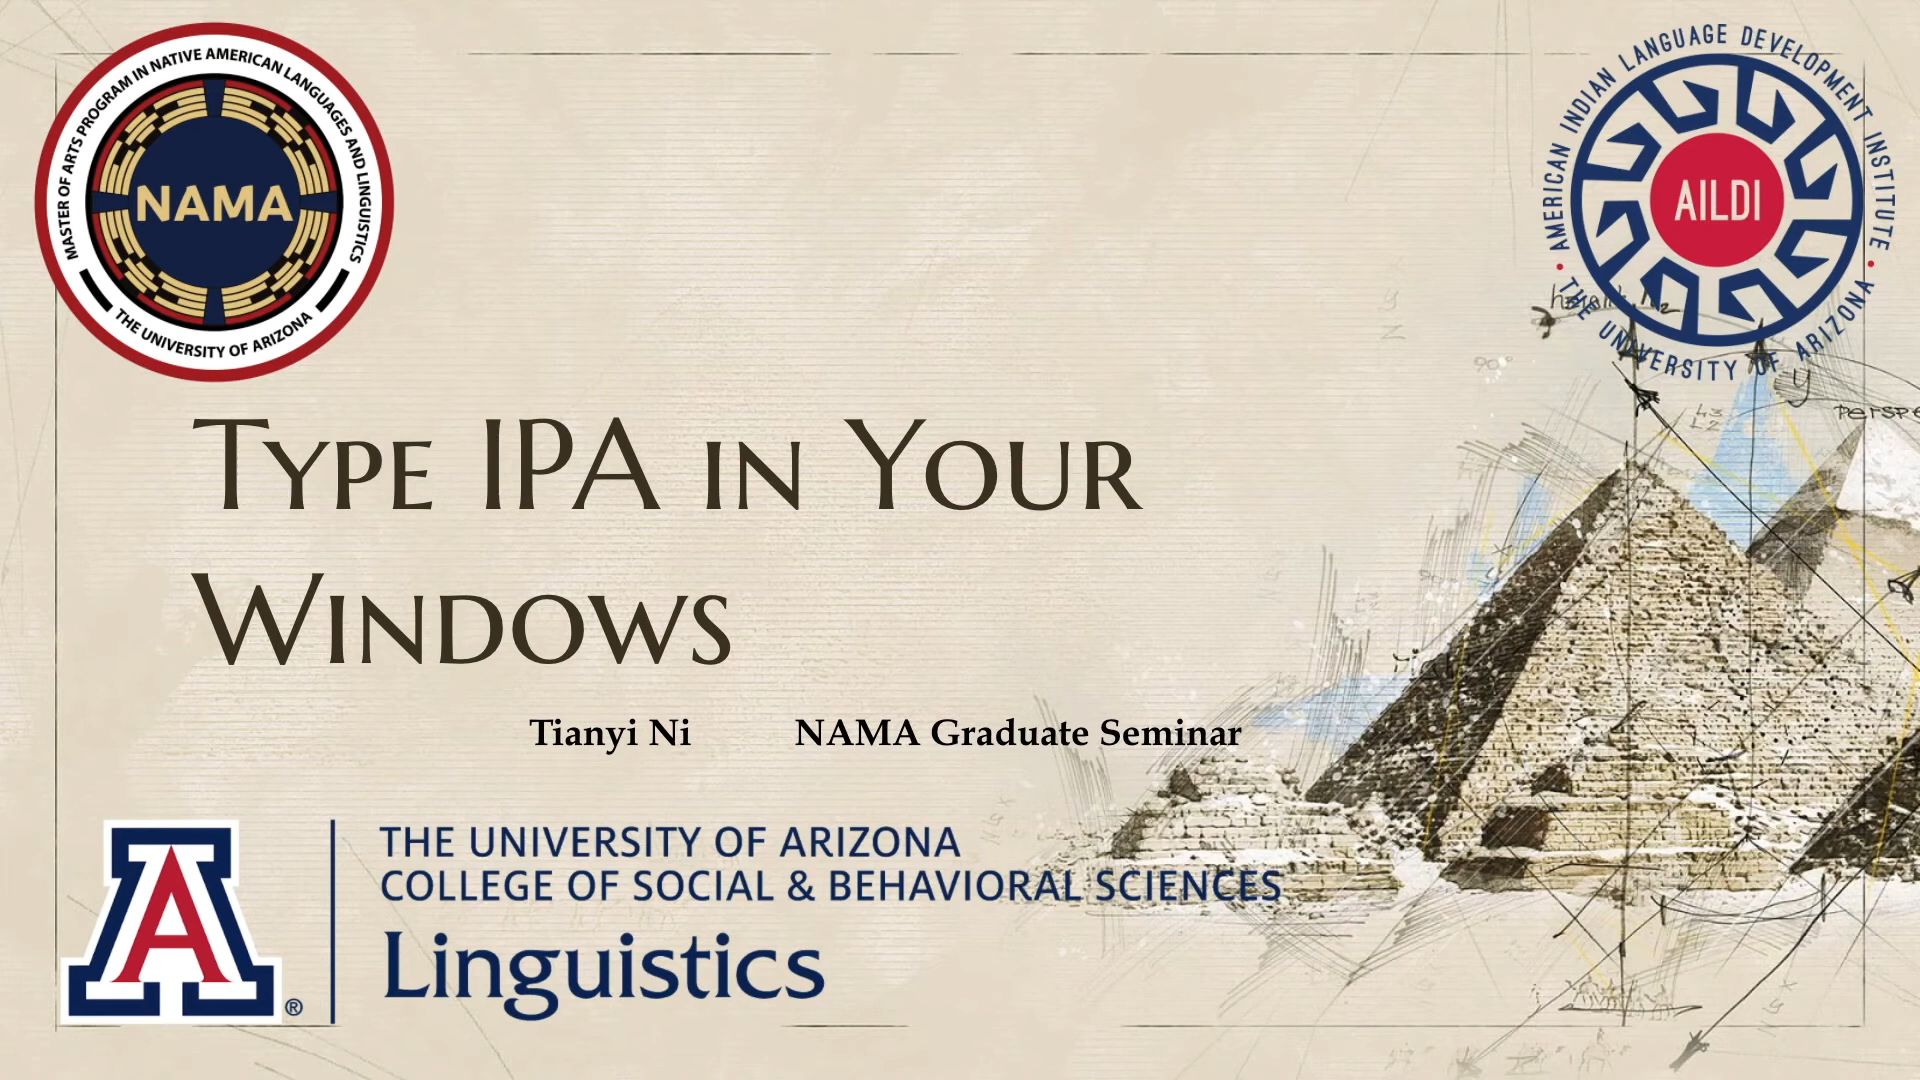 MASTER OF ARTS PROGRAM IN NATIVE AMERICAN LANGUAGES AND LINGUISTICS
NAMA
THE UNIVERSITY OF ARIZONA
• AMERICAN INDIAN LANGUAGE DEVELOPMENT INSTITUTE •
AILDI
THE UNIVERSITY OF ARIZONA
90°
y
perspe
TYPE IPA IN YOUR
WINDOWS
Tianyi Ni NAMA Graduate Seminar
A ®
THE UNIVERSITY OF ARIZONA
COLLEGE OF SOCIAL & BEHAVIORAL SCIENCES
Linguistics